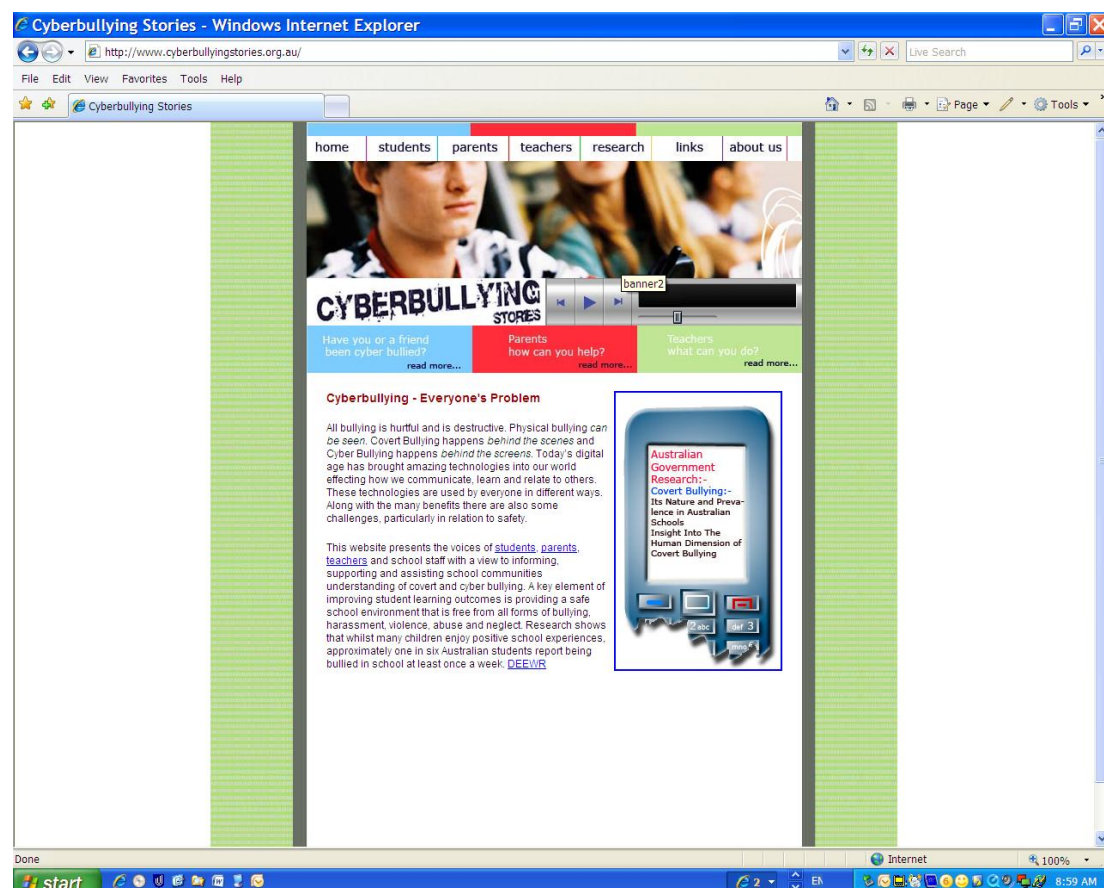 Cyberbullying Stories - Windows Internet Explorer
http://www.cyberbullyingstories.org.au/
Live Search
File Edit View Favorites Tools Help
Cyberbullying Stories
Page Tools
home students parents teachers research links about us
banner2
CYBERBULLYING
STORIES
Have you or a friend
been cyber bullied?
read more...
Parents
how can you help?
read more...
Teachers
what can you do?
read more...
Cyberbullying - Everyone's Problem
All bullying is hurtful and is destructive. Physical bullying can
be seen. Covert Bullying happens behind the scenes and
Cyber Bullying happens behind the screens. Today's digital
age has brought amazing technologies into our world
effecting how we communicate, learn and relate to others.
These technologies are used by everyone in different ways.
Along with the many benefits there are also some
challenges, particularly in relation to safety.
This website presents the voices of students, parents,
teachers and school staff with a view to informing,
supporting and assisting school communities
understanding of covert and cyber bullying. A key element of
improving student learning outcomes is providing a safe
school environment that is free from all forms of bullying,
harassment, violence, abuse and neglect. Research shows
that whilst many children enjoy positive school experiences,
approximately one in six Australian students report being
bullied in school at least once a week. DEEWR
Australian
Government
Research:-
Covert Bullying:-
Its Nature and Preva-
lence in Australian
Schools
Insight Into The
Human Dimension of
Covert Bullying
2 abc def 3
mno 6
Done
Internet
100%
start
2
EN
8:59 AM